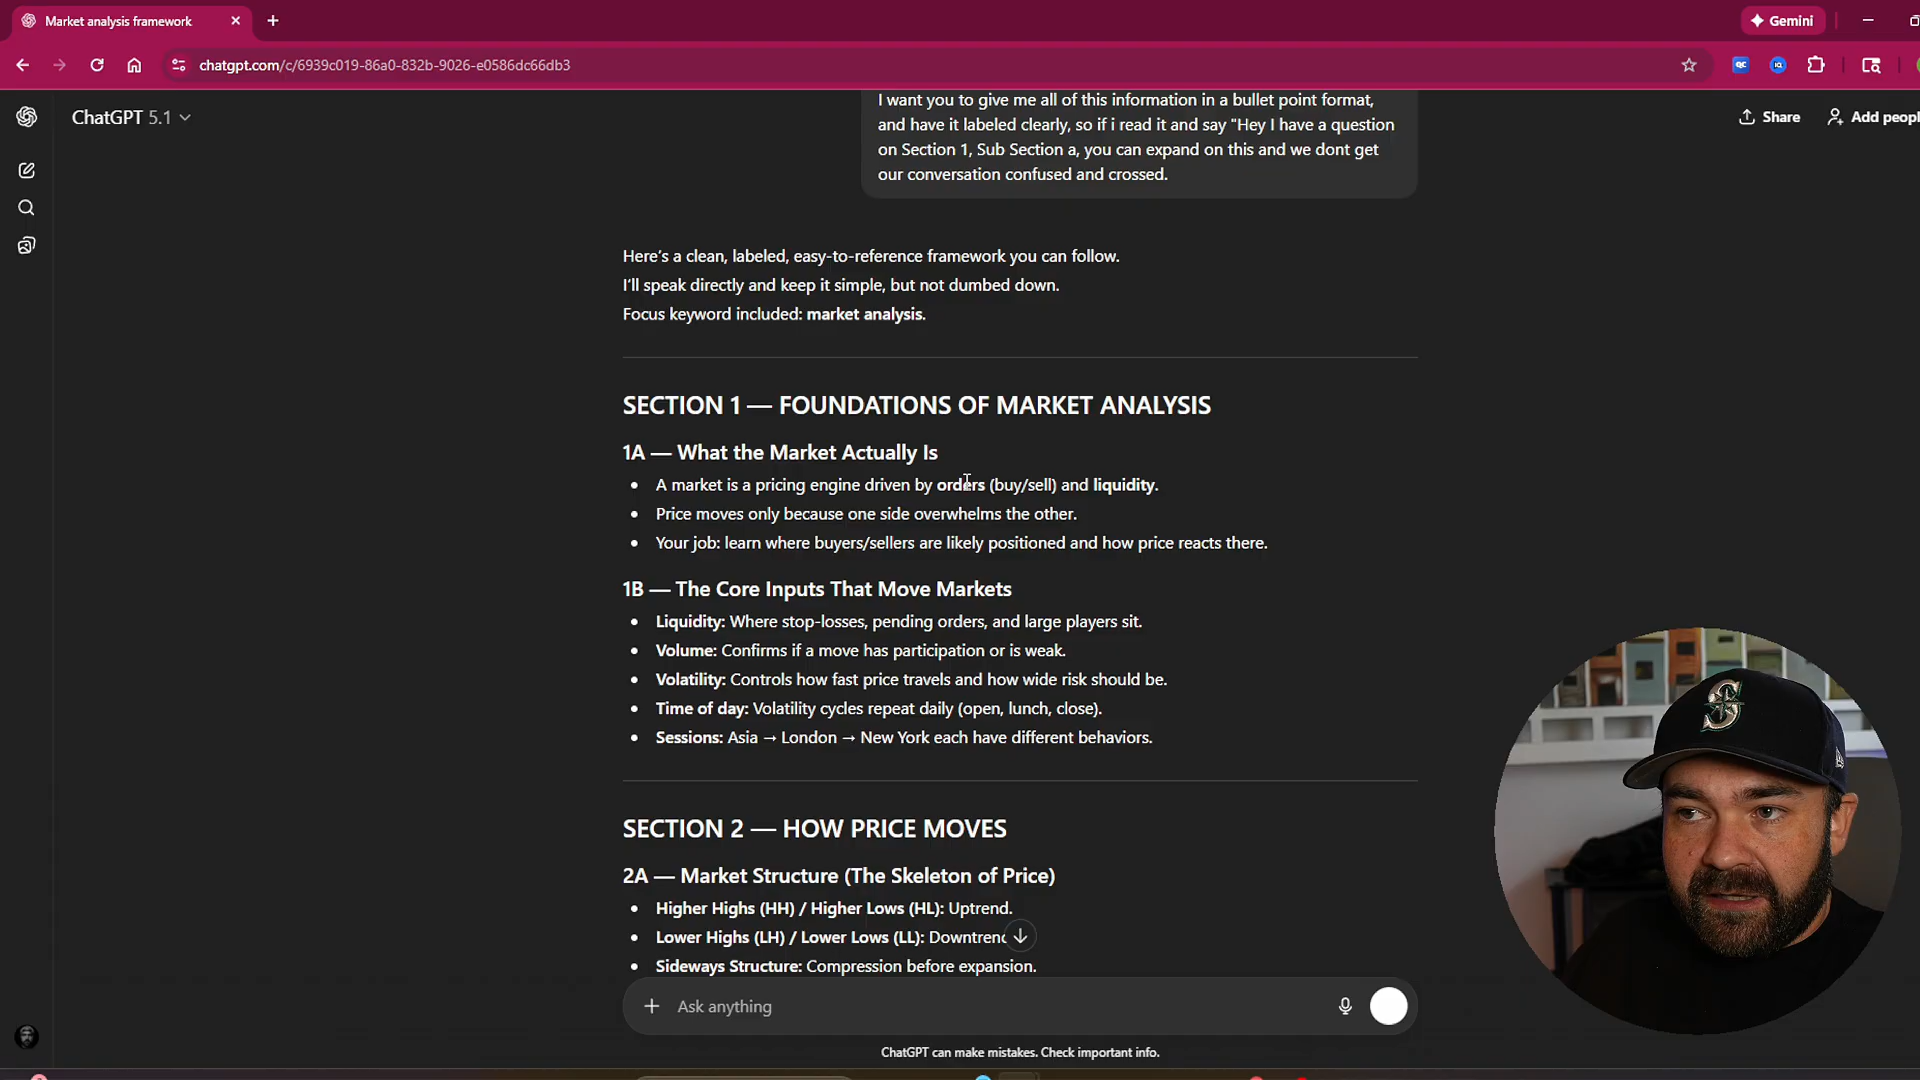 Market analysis framework
Gemini
chatgpt.com/c/6939c019-86a0-832b-9026-e0586dc66db3
ChatGPT 5.1
Share
Add peopl
I want you to give me all of this information in a bullet point format,
and have it labeled clearly, so if i read it and say "Hey I have a question
on Section 1, Sub Section a, you can expand on this and we dont get
our conversation confused and crossed.
Here's a clean, labeled, easy-to-reference framework you can follow.
I'll speak directly and keep it simple, but not dumbed down.
Focus keyword included: market analysis.
SECTION 1 — FOUNDATIONS OF MARKET ANALYSIS
1A — What the Market Actually Is
• A market is a pricing engine driven by orders (buy/sell) and liquidity.
• Price moves only because one side overwhelms the other.
• Your job: learn where buyers/sellers are likely positioned and how price reacts there.
1B — The Core Inputs That Move Markets
• Liquidity: Where stop-losses, pending orders, and large players sit.
• Volume: Confirms if a move has participation or is weak.
• Volatility: Controls how fast price travels and how wide risk should be.
• Time of day: Volatility cycles repeat daily (open, lunch, close).
• Sessions: Asia → London → New York each have different behaviors.
SECTION 2 — HOW PRICE MOVES
2A — Market Structure (The Skeleton of Price)
• Higher Highs (HH) / Higher Lows (HL): Uptrend.
• Lower Highs (LH) / Lower Lows (LL): Downtrend
• Sideways Structure: Compression before expansion.
Ask anything
ChatGPT can make mistakes. Check important info.